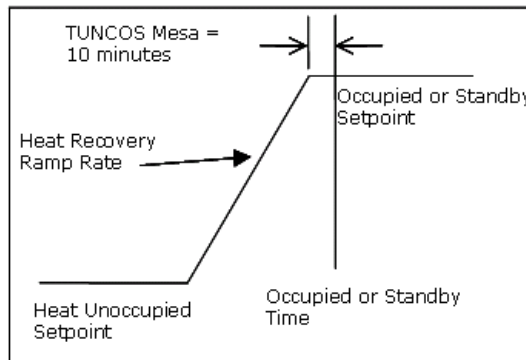 TUNCOS Mesa =
10 minutes
Occupied or Standby
Setpoint
Heat Recovery
Ramp Rate
Heat Unoccupied
Setpoint
Occupied or Standby
Time